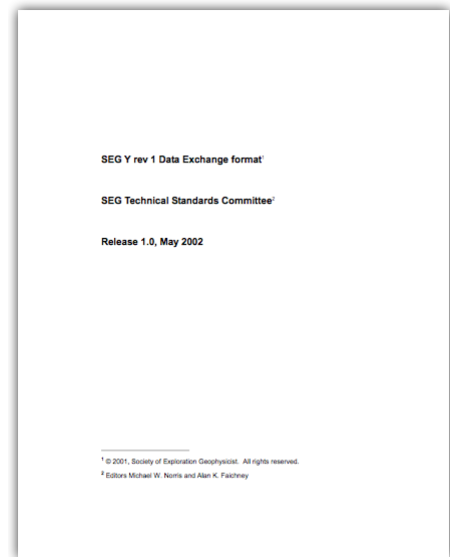 SEG Y rev 1 Data Exchange format¹
SEG Technical Standards Committee²
Release 1.0, May 2002
¹ © 2001, Society of Exploration Geophysicist. All rights reserved.
² Editors Michael W. Norris and Alan K. Faichney